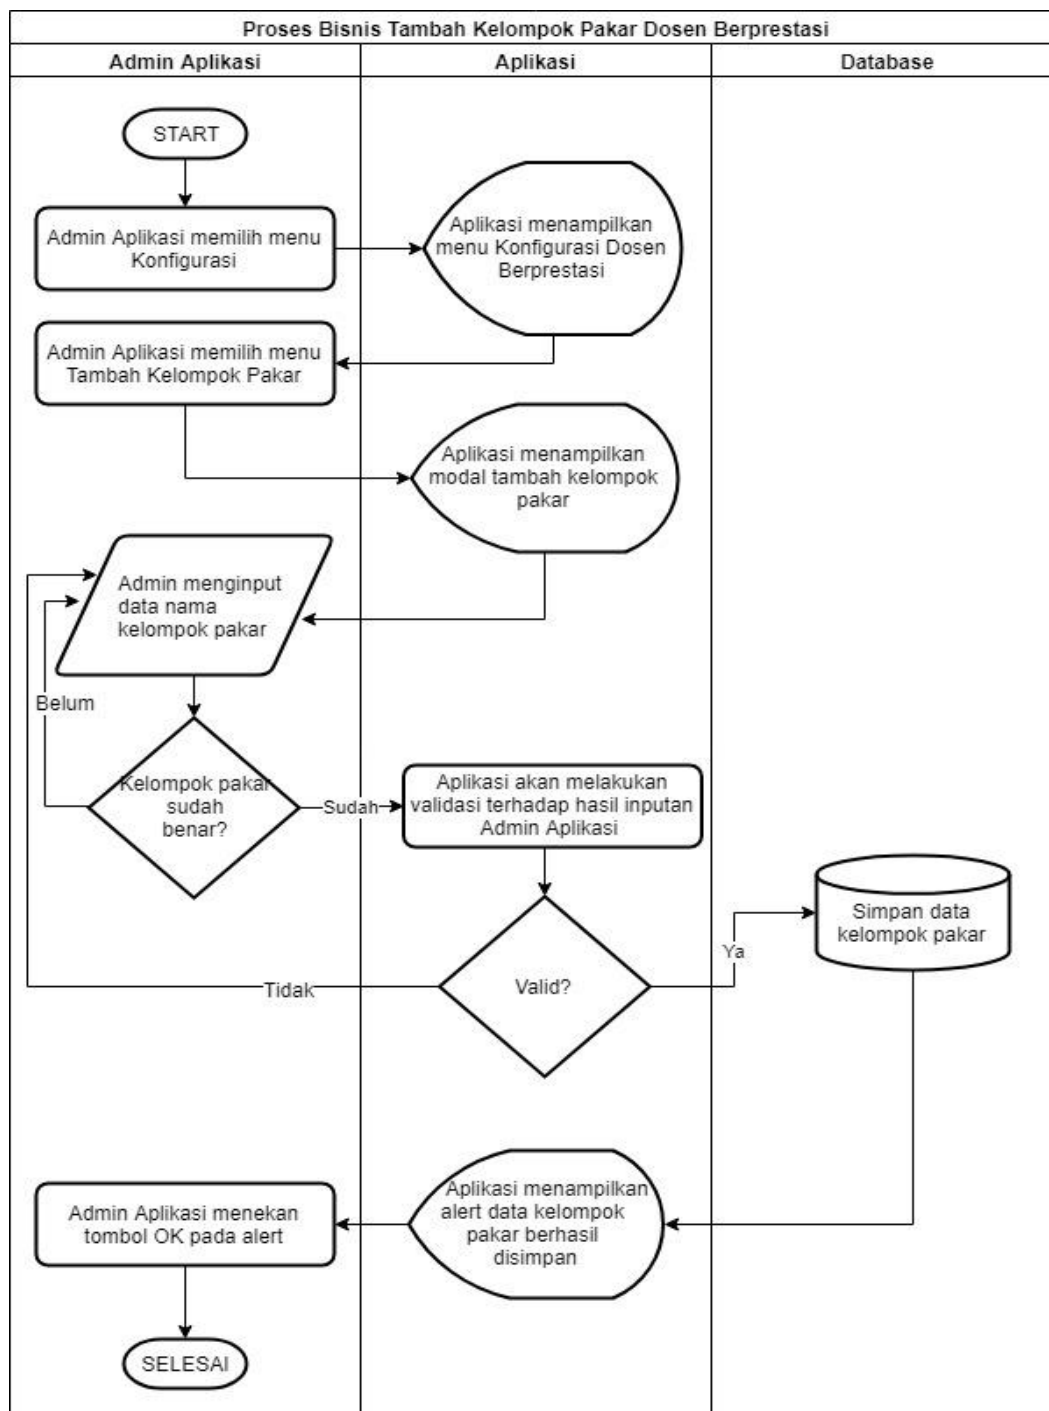 Proses Bisnis Tambah Kelompok Pakar Dosen Berprestasi
Admin Aplikasi
Aplikasi
Database
START
Admin Aplikasi memilih menu
Konfigurasi
Aplikasi menampilkan
menu Konfigurasi Dosen
Berprestasi
Admin Aplikasi memilih menu
Tambah Kelompok Pakar
Aplikasi menampilkan
modal tambah kelompok
pakar
Admin menginput
data nama
kelompok pakar
Belum
Kelompok pakar
sudah
benar?
Sudah
Aplikasi akan melakukan
validasi terhadap hasil inputan
Admin Aplikasi
Valid?
Tidak
Ya
Simpan data
kelompok pakar
Aplikasi menampilkan
alert data kelompok
pakar berhasil
disimpan
Admin Aplikasi menekan
tombol OK pada alert
SELESAI